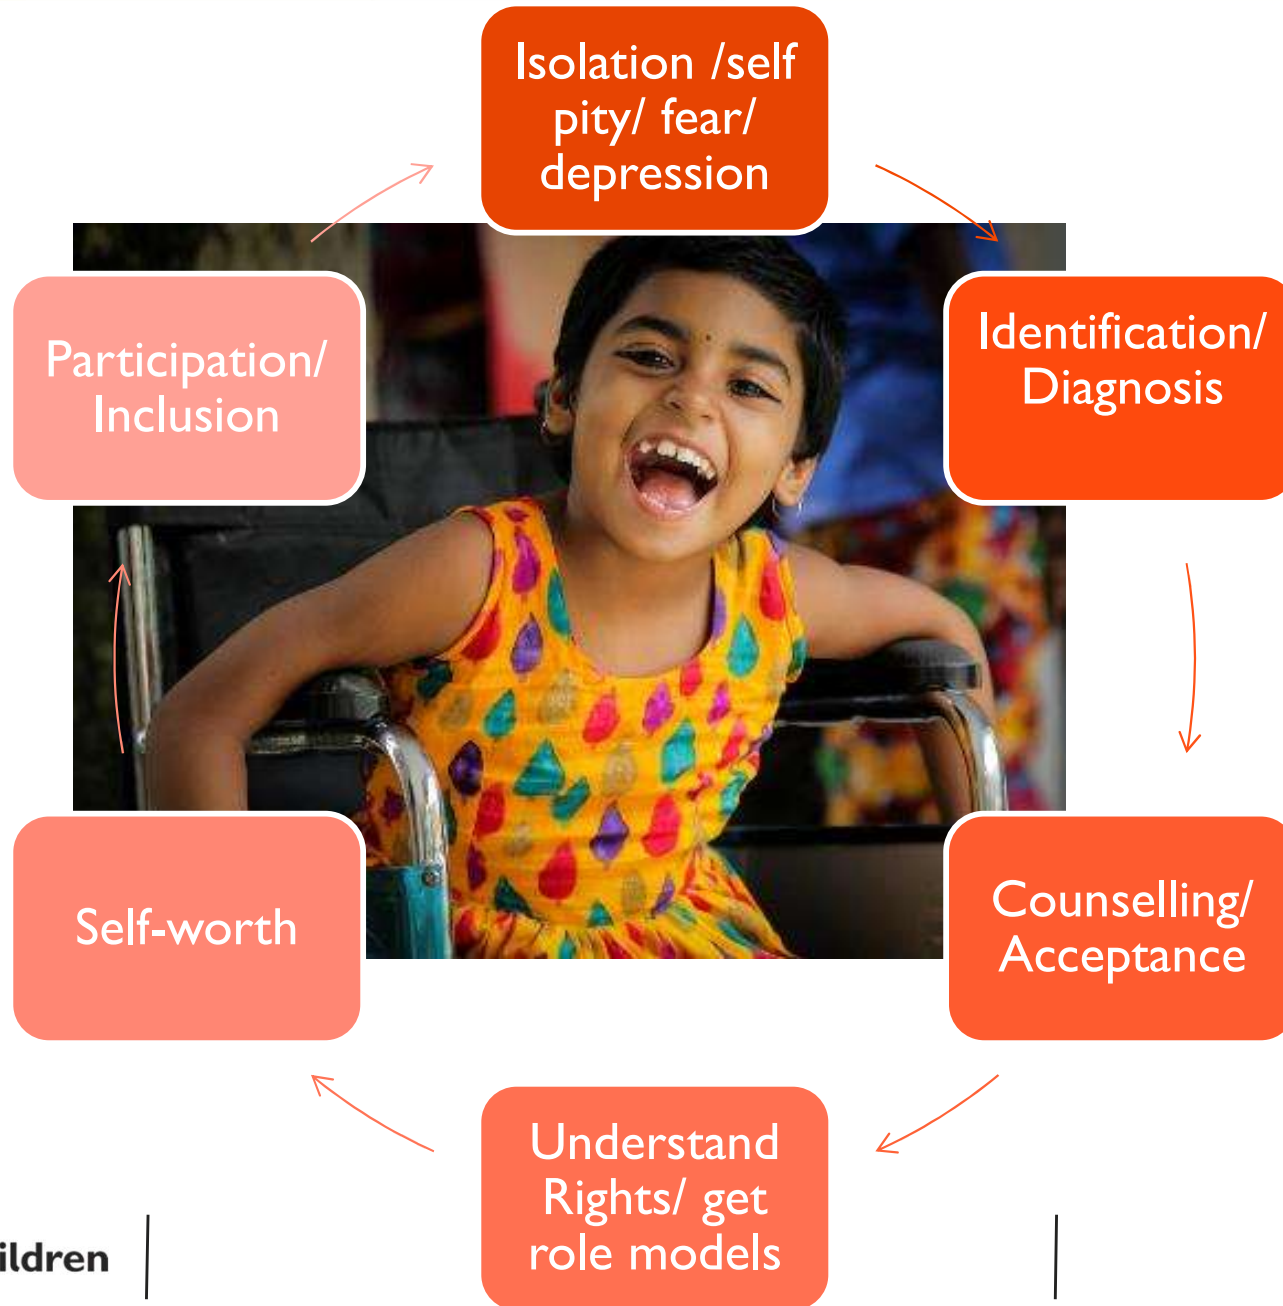 Isolation /self
pity/ fear/
depression
Identification/
Diagnosis
Counselling/
Acceptance
Understand
Rights/ get
role models
Self-worth
Participation/
Inclusion
ildren